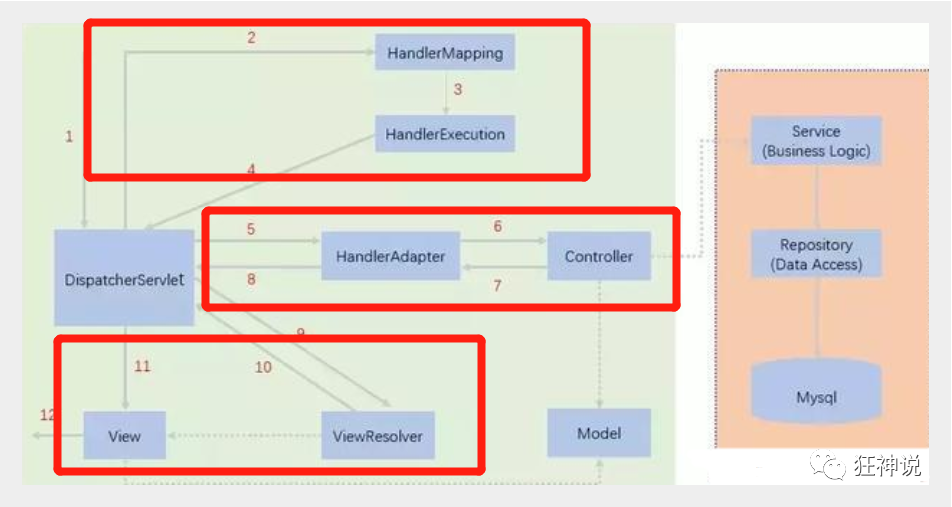 2
HandlerMapping
3
1
HandlerExecution
4
Service
(Business Logic)
5
6
HandlerAdapter
Controller
DispatcherServlet
8
7
Repository
(Data Access)
9
11
10
12
View
ViewResolver
Model
Mysql
狂神说